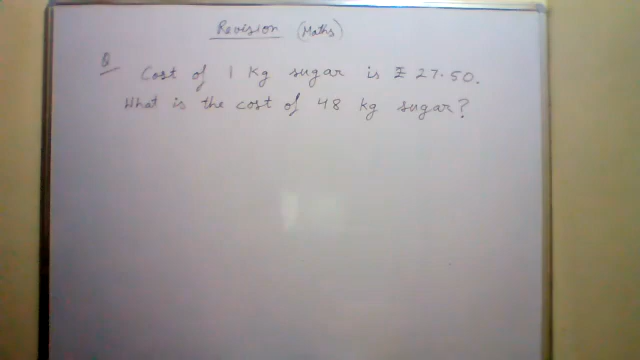 Revision (Maths)
Q Cost of 1 Kg sugar is ₹ 27.50.
What is the cost of 48 kg sugar?